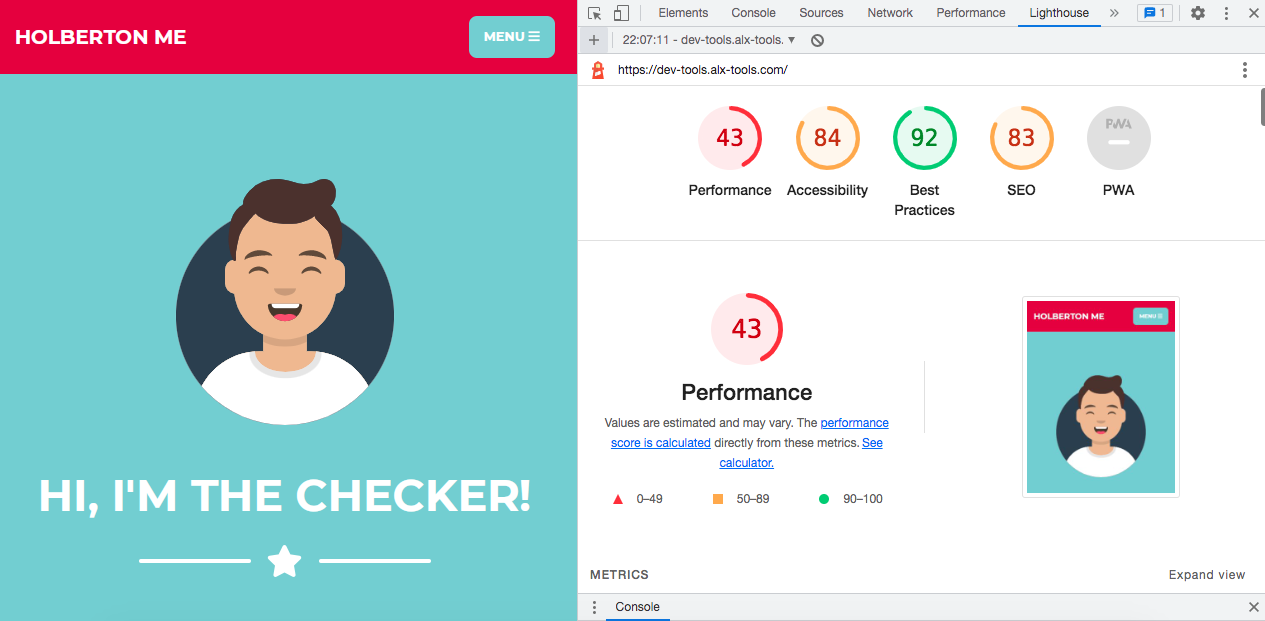 HOLBERTON ME
MENU
HI, I'M THE CHECKER!
Elements Console Sources Network Performance Lighthouse » 1
22:07:11 - dev-tools.alx-tools. ▼
https://dev-tools.alx-tools.com/
43 84 92 83 PWA
Performance Accessibility Best Practices SEO PWA
43
Performance
Values are estimated and may vary. The performance
score is calculated directly from these metrics. See
calculator.
0–49 50–89 90–100
HOLBERTON ME MENU
METRICS Expand view
Console